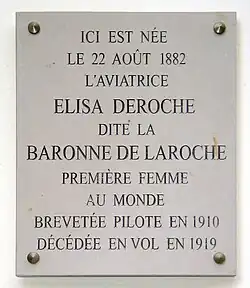 ICI EST NÉE
LE 22 AOÛT 1882
L'AVIATRICE
ELISA DEROCHE
DITE LA
BARONNE DE LAROCHE
PREMIÈRE FEMME
AU MONDE
BREVETÉE PILOTE EN 1910
DÉCÉDÉE EN VOL EN 1919